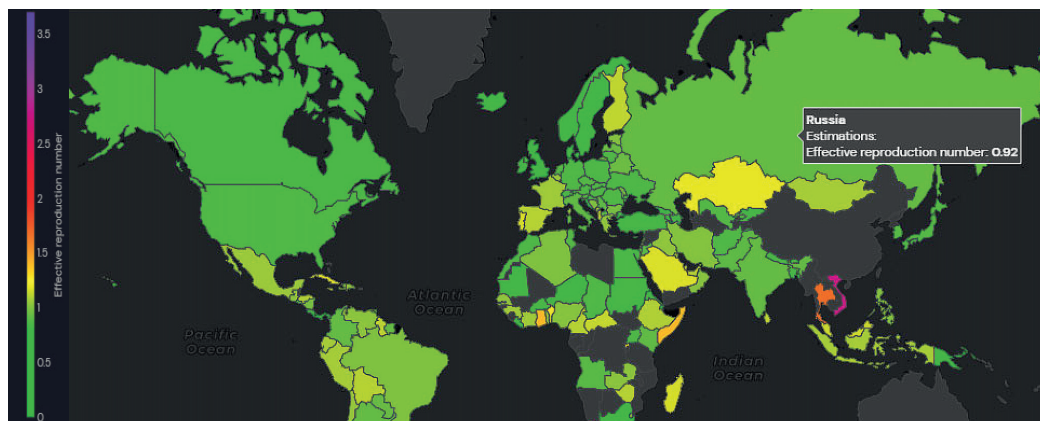 3.5
3
2.5
2
1.5
1
0.5
0
Effective reproduction number
Russia
Estimations:
Effective reproduction number: 0.92
Atlantic
Ocean
Pacific
Ocean
Indian
Ocean